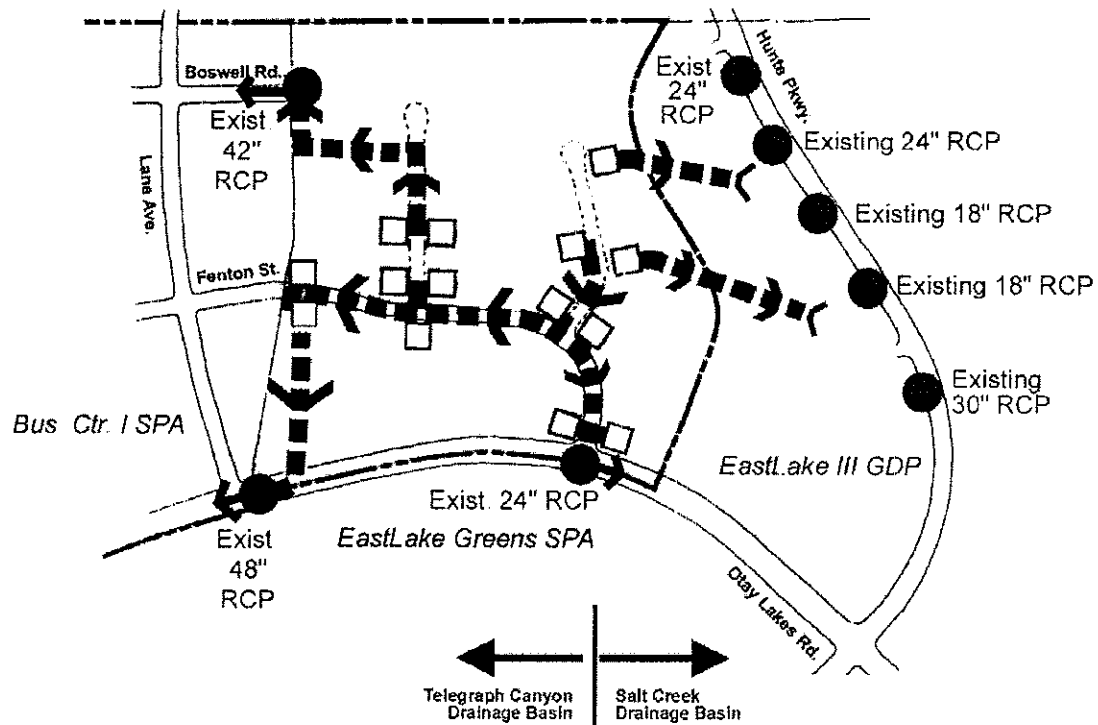 Boswell Rd.
Exist.
42"
RCP
Lane Ave.
Fenton St.
Bus Ctr. I SPA
Exist
48"
RCP
Exist. 24" RCP
EastLake Greens SPA
Exist
24"
RCP
Hunte Pkwy.
Existing 24" RCP
Existing 18" RCP
Existing 18" RCP
Existing
30" RCP
EastLake III GDP
Otay Lakes Rd.
Telegraph Canyon
Drainage Basin
Salt Creek
Drainage Basin